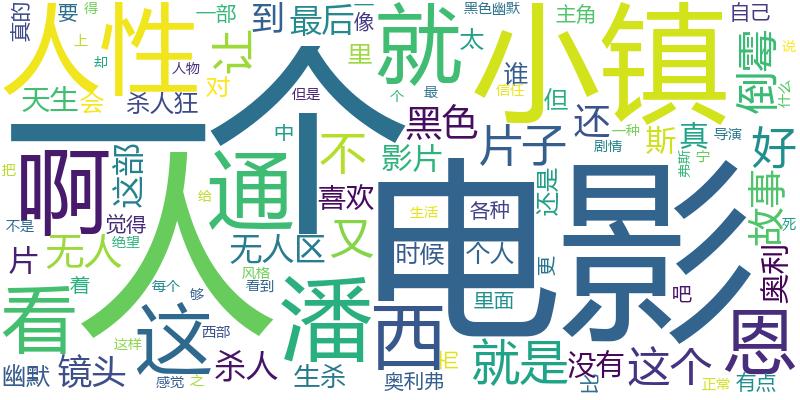 真的
要
得
一部
到
最后
一像
黑色幽默
主角
自己
人性
上
却
让
里
就
太
谁
小镇
说
天生
会
杀人狂
人物
对
但是
个
最
信任
但
倒霉
什么
一个
中
黑色
片子
还
一种
导演
斯
真
好
把
啊
这部
通
不
影片
剧情
弗斯
宁
故事
人
给
喜欢
生活
各种
还是
电影
死
不是
觉得
绝望
无人
无人区
又
时候
个人
更
片
着
每个
够
风格
看到
潘
里面
吧
奥利
看
这
西部
西
恩
这样
就是
没有
这个
幽默
镜头
感觉
之
杀人
生杀
奥利弗
正常
有点